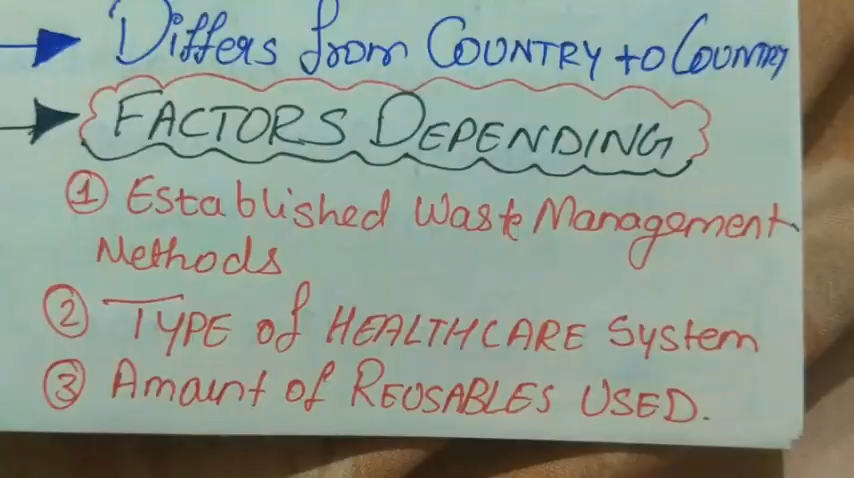 Differs from COUNTRY to COUNTRY
FACTORS DEPENDING
① Established Waste Management
Methods
② TYPE of HEALTHCARE System
③ Amount of REUSABLES USED.